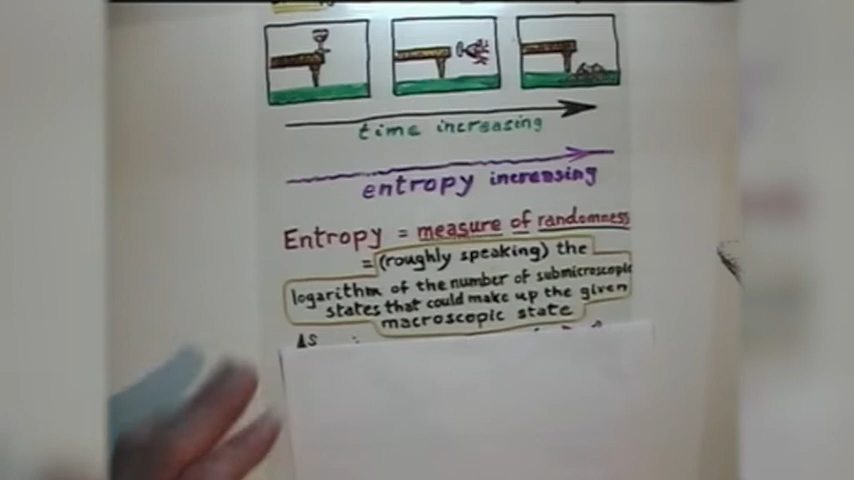 time increasing
entropy increasing
Entropy = measure of randomness
= (roughly speaking) the
logarithm of the number of submicroscopic
states that could make up the given
macroscopic state
ΔS